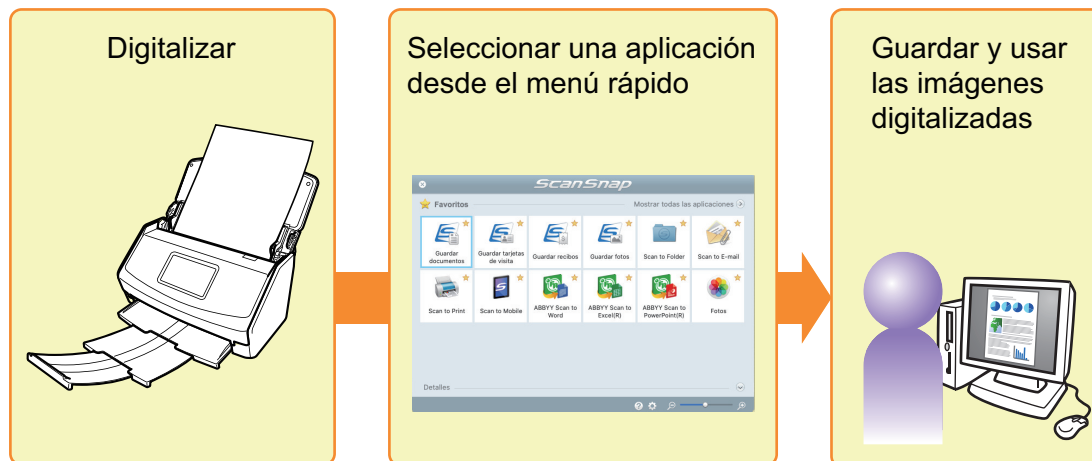 Digitalizar
Seleccionar una aplicación
desde el menú rápido
ScanSnap
Favoritos
Mostrar todas las aplicaciones
Guardar
documentos
Guardar tarjetas
de visita
Guardar recibos
Guardar fotos
Scan to Folder
Scan to E-mail
Scan to Print
Scan to Mobile
ABBYY Scan to
Word
ABBYY Scan to
Excel(R)
ABBYY Scan to
PowerPoint(R)
Fotos
Detalles
Guardar y usar
las imágenes
digitalizadas